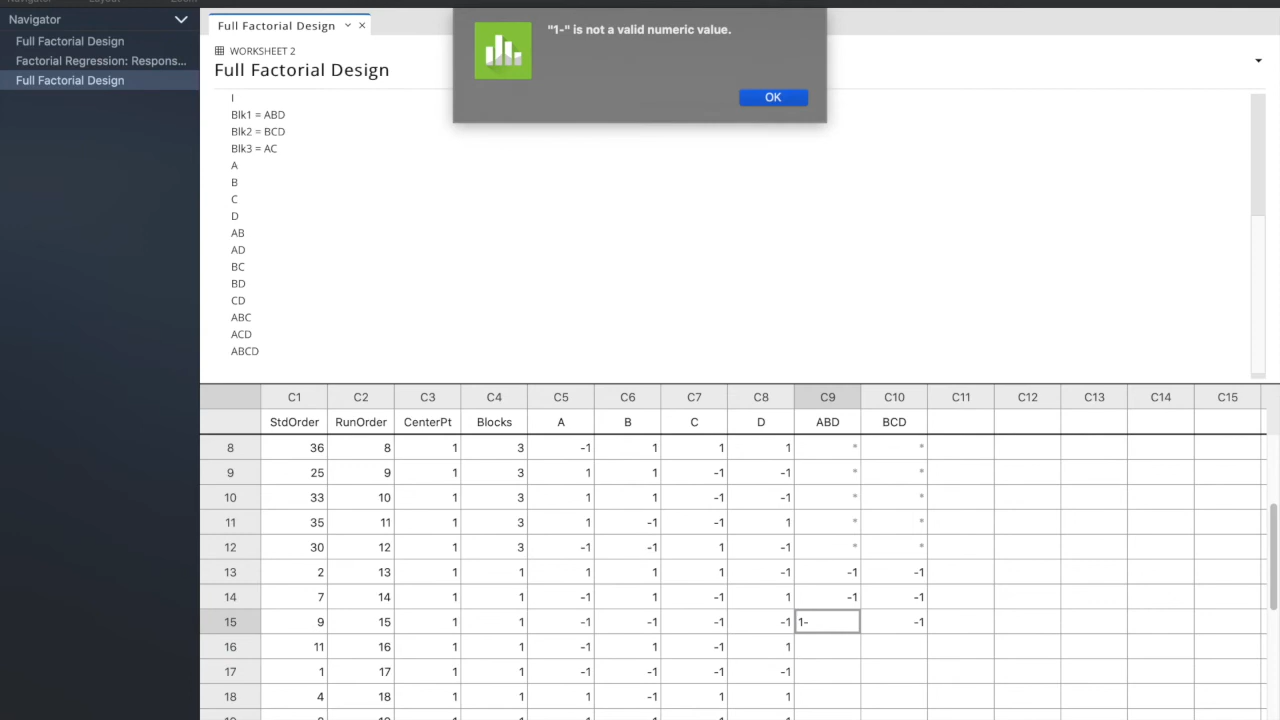 Navigator
Full Factorial Design
Factorial Regression: Respons...
Full Factorial Design
Full Factorial Design
WORKSHEET 2
Full Factorial Design
"1-" is not a valid numeric value.
OK
I
Blk1 = ABD
Blk2 = BCD
Blk3 = AC
A
B
C
D
AB
AD
BC
BD
CD
ABC
ACD
ABCD
C1 C2 C3 C4 C5 C6 C7 C8 C9 C10 C11 C12 C13 C14 C15
StdOrder RunOrder CenterPt Blocks A B C D ABD BCD
8 36 8 1 3 -1 1 1 1 * *
9 25 9 1 3 1 1 -1 -1 * *
10 33 10 1 3 1 1 -1 -1 * *
11 35 11 1 3 1 -1 -1 1 * *
12 30 12 1 3 -1 -1 1 -1 * *
13 2 13 1 1 1 1 1 -1 -1 -1
14 7 14 1 1 1 1 -1 1 -1 -1
15 9 15 1 1 -1 -1 -1 -1 1- -1
16 11 16 1 1 -1 1 -1 1
17 1 17 1 1 -1 -1 -1 -1
18 4 18 1 1 1 -1 1 1